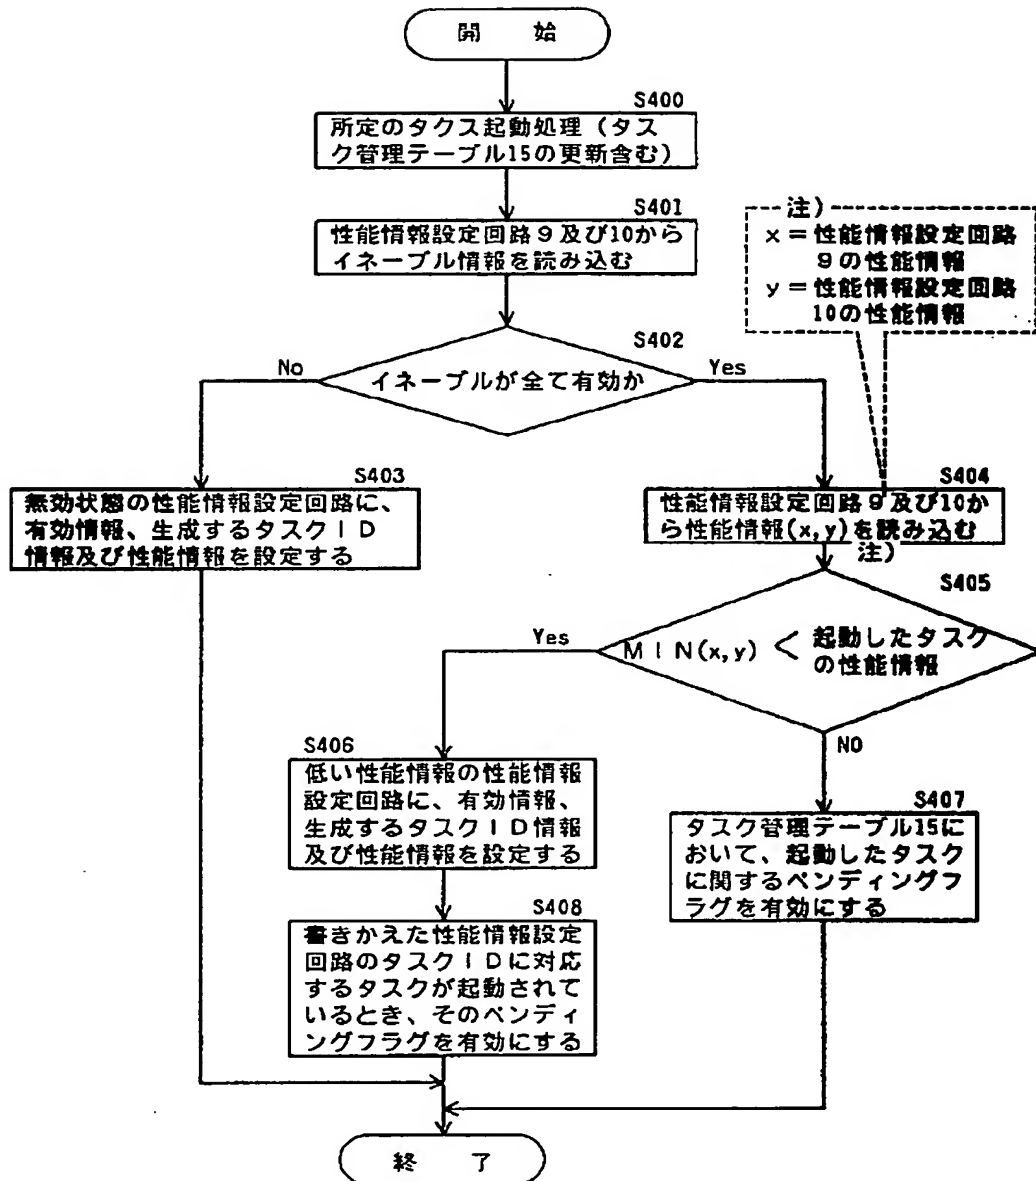 開 始
S400
所定のタクス起動処理（タス
ク管理テーブル15の更新含む）
S401
性能情報設定回路9及び10から
イネーブル情報を読み込む
注）
x＝性能情報設定回路
9の性能情報
y＝性能情報設定回路
10の性能情報
S402
No
イネーブルが全て有効か
Yes
S403
無効状態の性能情報設定回路に、
有効情報、生成するタスクID
情報及び性能情報を設定する
S404
性能情報設定回路9及び10か
ら性能情報(x,y)を読み込む
注）
S405
Yes
MIN(x,y) < 起動したタスク
の性能情報
NO
S406
低い性能情報の性能情報
設定回路に、有効情報、
生成するタスクID情報
及び性能情報を設定する
S407
タスク管理テーブル15に
おいて、起動したタスク
に関するペンディングフ
ラグを有効にする
S408
書きかえた性能情報設定
回路のタスクIDに対応
するタスクが起動されて
いるとき、そのペンディ
ングフラグを有効にする
終 了